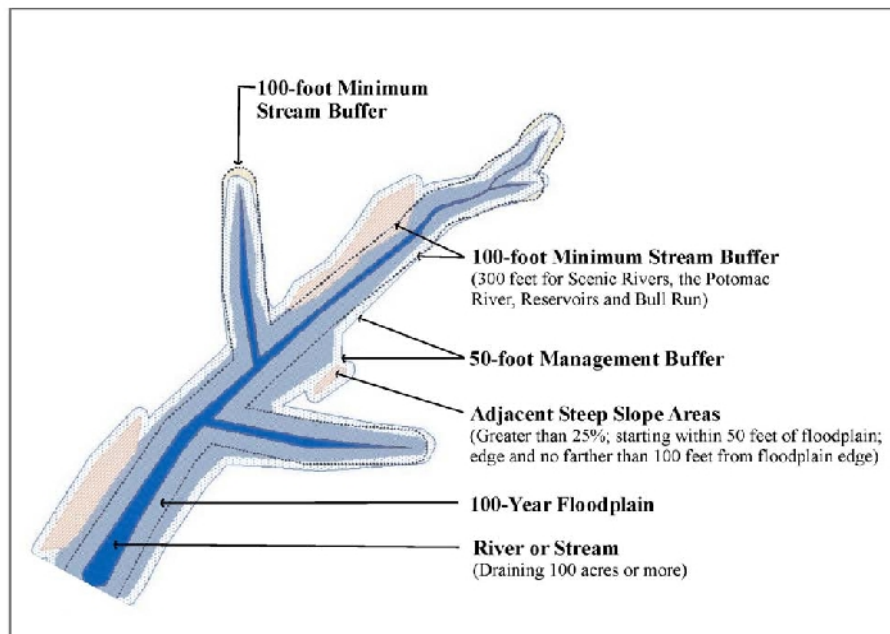 100-foot Minimum
Stream Buffer
100-foot Minimum Stream Buffer
(300 feet for Scenic Rivers, the Potomac
River, Reservoirs and Bull Run)
50-foot Management Buffer
Adjacent Steep Slope Areas
(Greater than 25%; starting within 50 feet of floodplain;
edge and no farther than 100 feet from floodplain edge)
100-Year Floodplain
River or Stream
(Draining 100 acres or more)